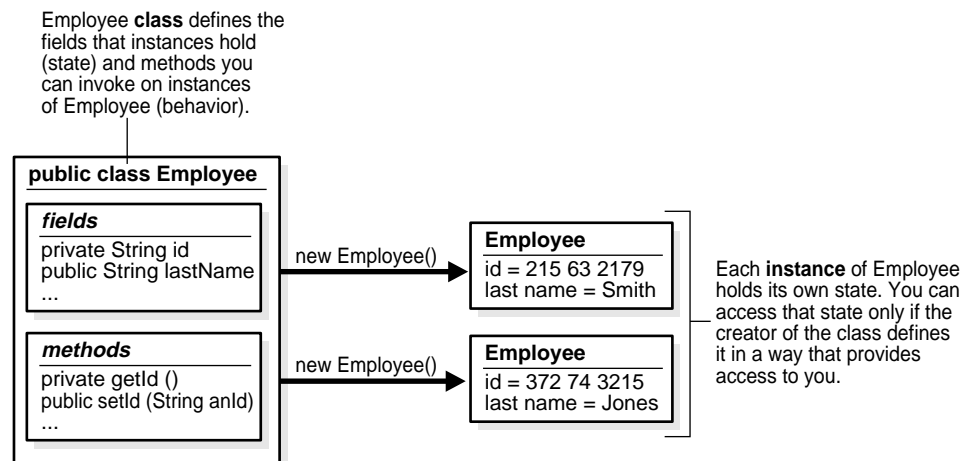 Employee class defines the
fields that instances hold
(state) and methods you
can invoke on instances
of Employee (behavior).
public class Employee
fields
private String id
public String lastName
...
methods
private getId ()
public setId (String anId)
...
new Employee()
new Employee()
Employee
id = 215 63 2179
last name = Smith
Employee
id = 372 74 3215
last name = Jones
Each instance of Employee
holds its own state. You can
access that state only if the
creator of the class defines
it in a way that provides
access to you.